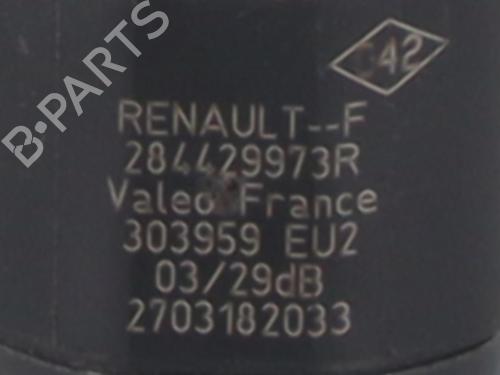 C42
RENAULT--F
284429973R
Valeo France
303959 EU2
03/29dB
2703182033
B-PARTS